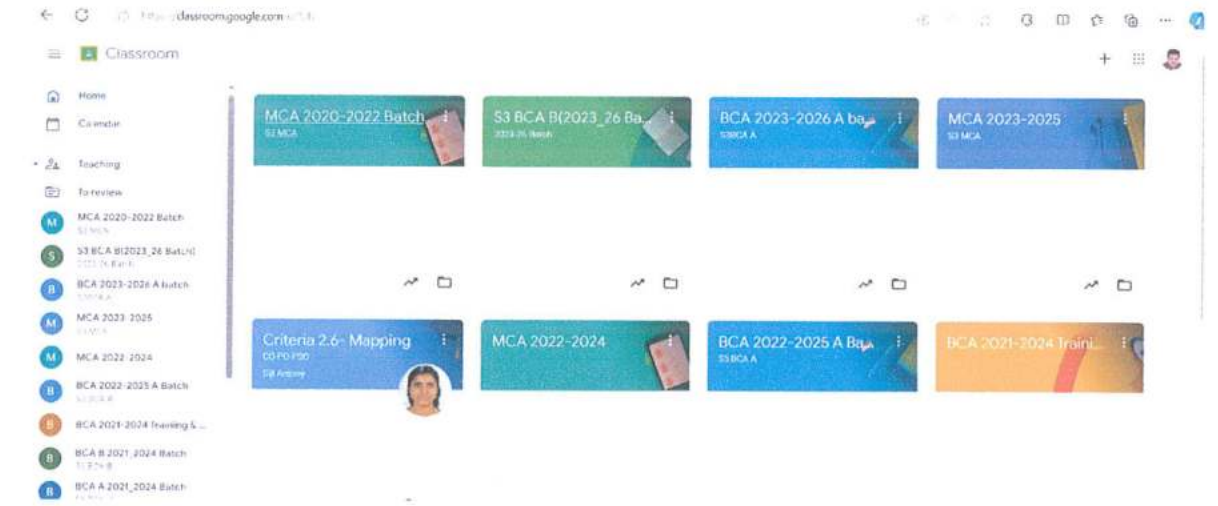 classroom.google.com
Classroom
Home
Calendar
Teaching
To review
MCA 2020-2022 Batch
S3 BCA B(2023_26 Batch)
BCA 2023-2026 A batch
MCA 2023-2025
MCA 2022-2024
BCA 2022-2025 A Batch
BCA 2021-2024 Training & ...
BCA B 2021_2024 Batch
BCA A 2021_2024 Batch
MCA 2020-2022 Batch
S3 BCA B(2023_26 Ba...
2023-26 Batch
BCA 2023-2026 A ba...
S3BCA A
MCA 2023-2025
S3 MCA
Criteria 2.6- Mapping
CO-PO-PSO
MCA 2022-2024
BCA 2022-2025 A Ba...
S5 BCA A
BCA 2021-2024 Traini...